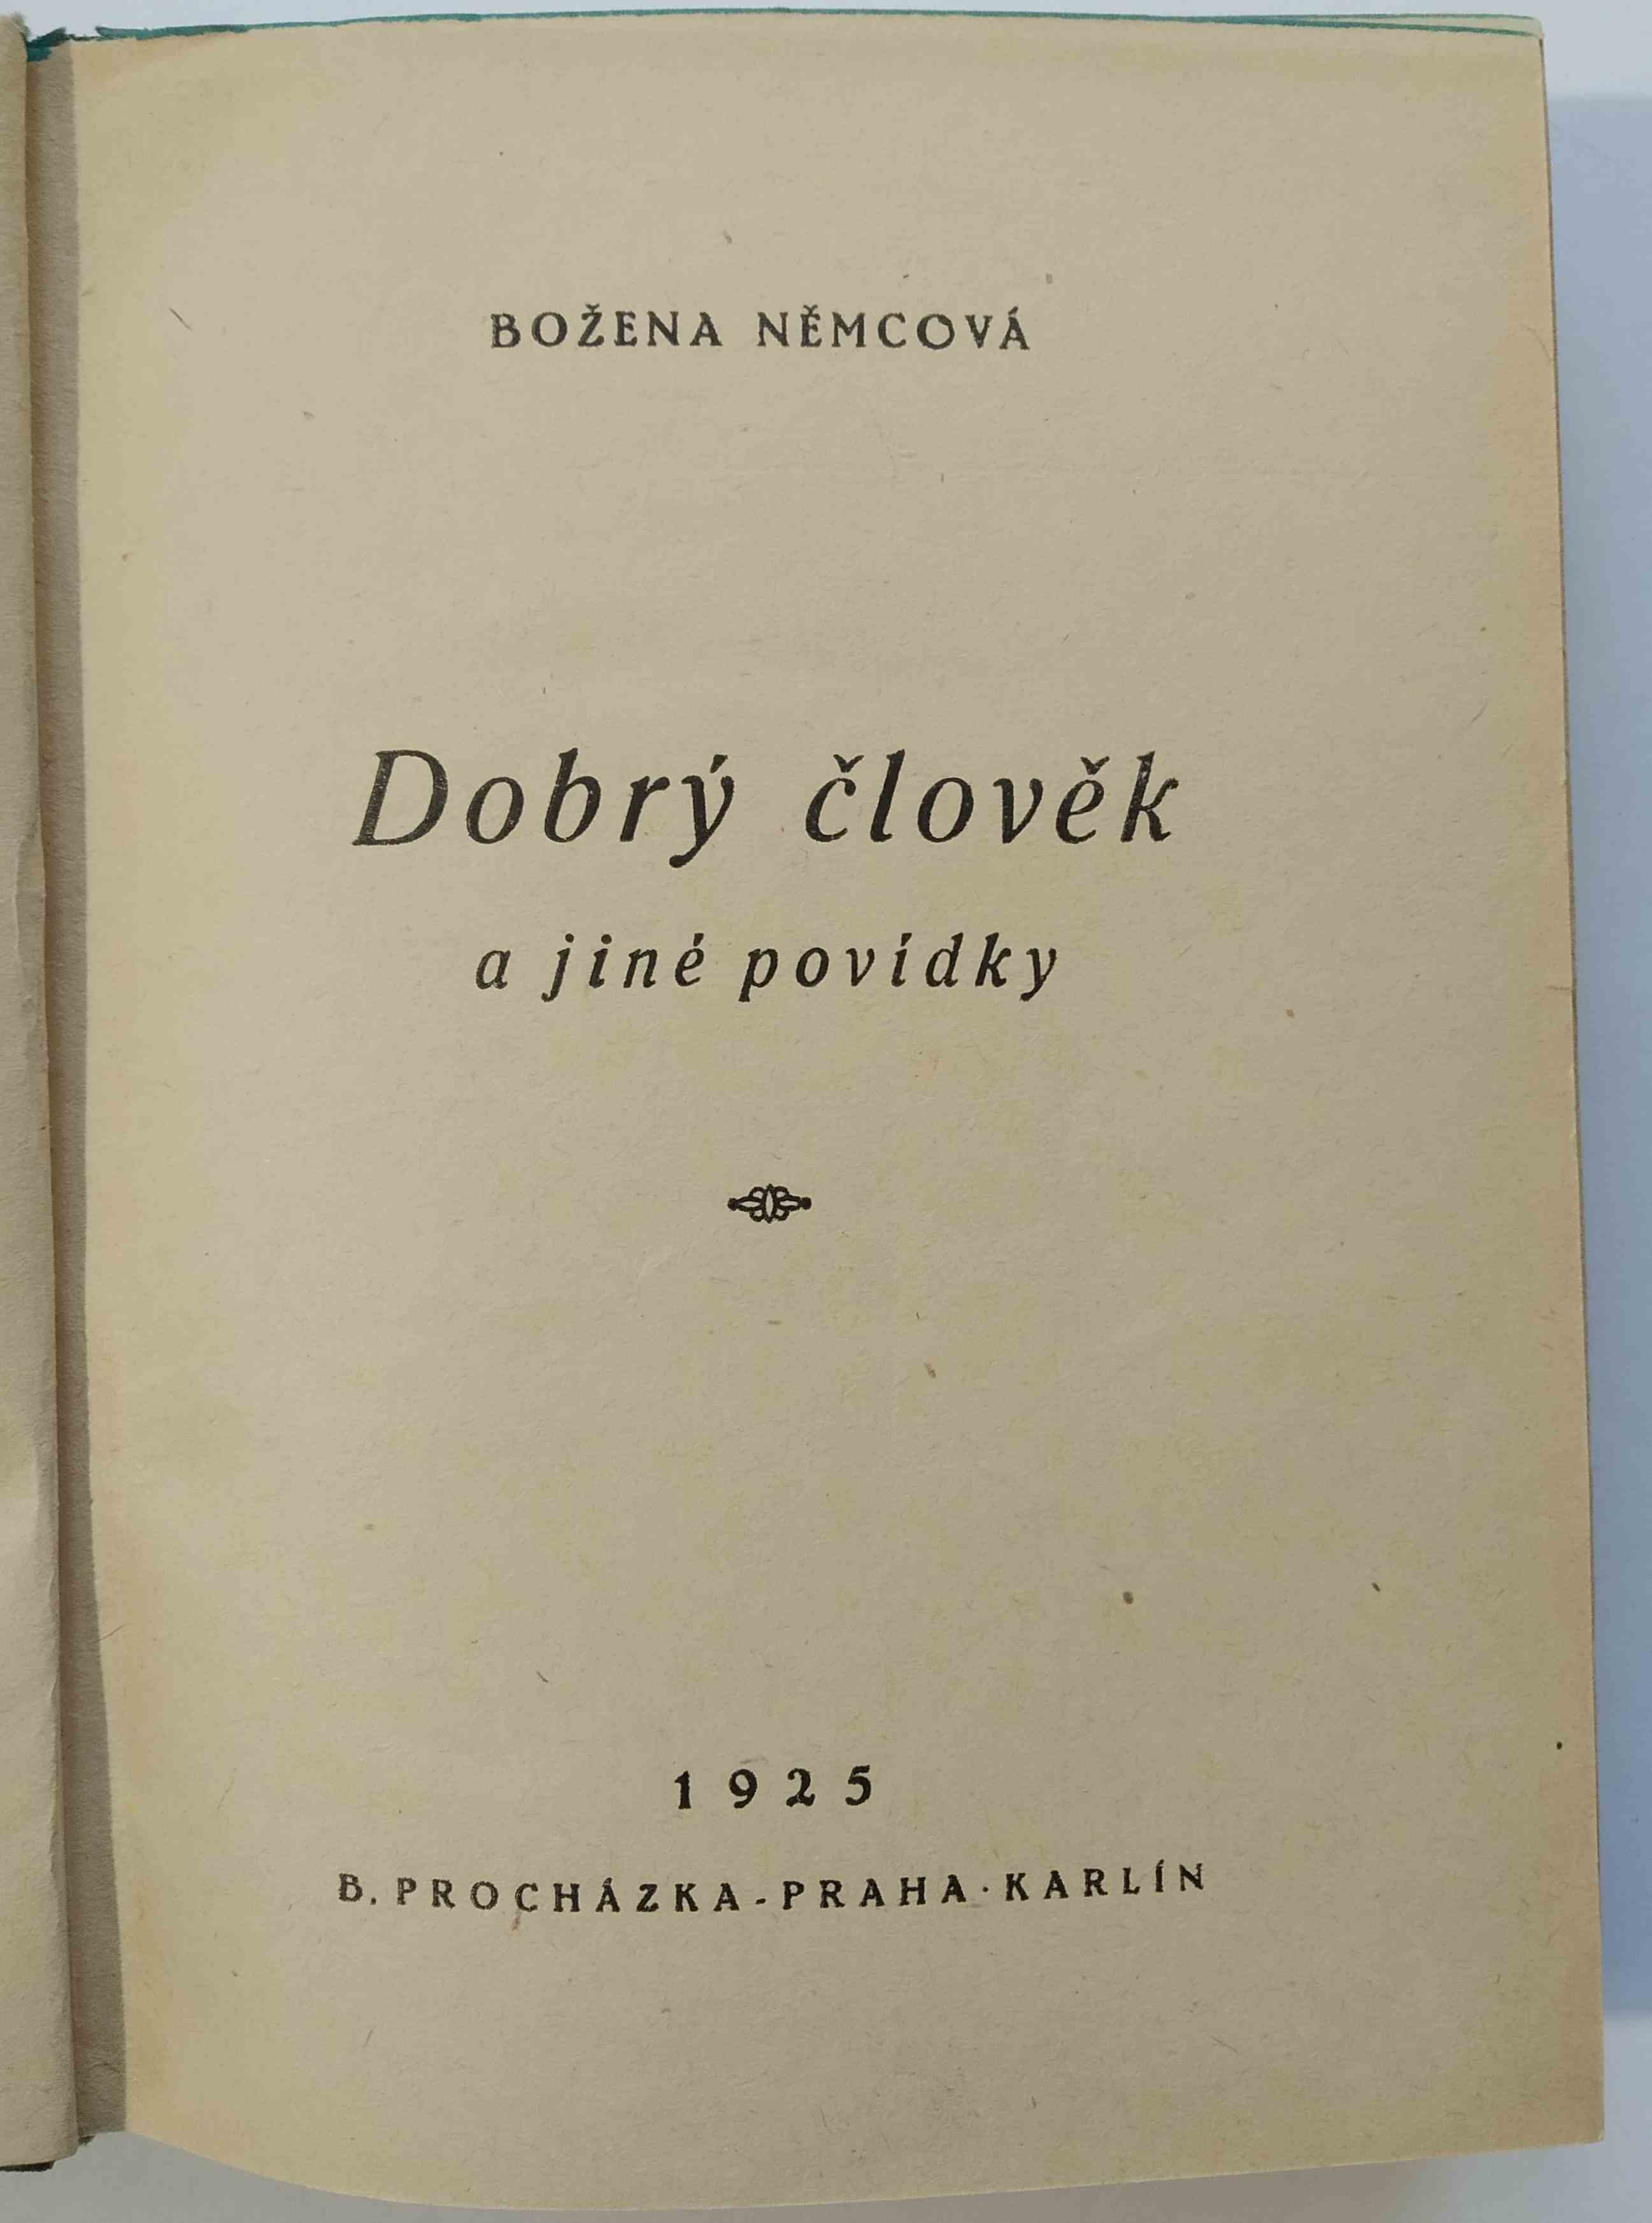 BOŽENA NĚMCOVÁ
Dobrý člověk
a jiné povídky
1925
B. PROCHÁZKA - PRAHA · KARLÍN